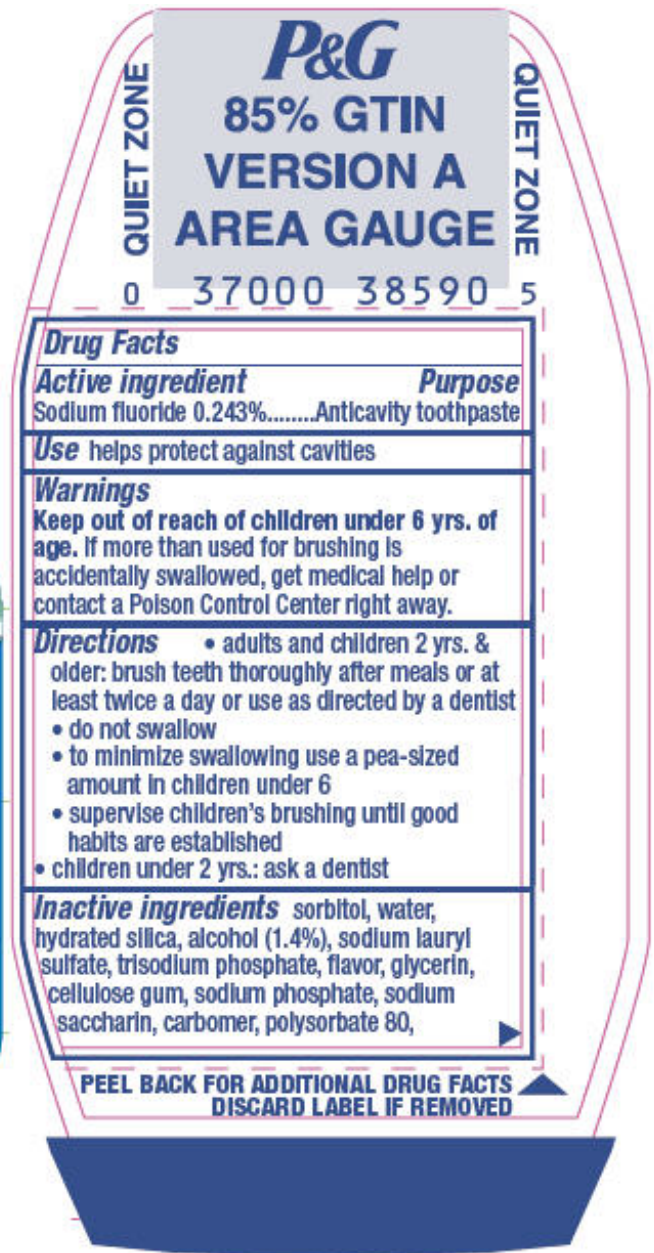 P&G
85% GTIN
VERSION A
AREA GAUGE
QUIET ZONE
QUIET ZONE
0 37000 38590 5
Drug Facts
Active ingredient Purpose
Sodium fluoride 0.243%........Anticavity toothpaste
Use helps protect against cavities
Warnings
Keep out of reach of children under 6 yrs. of
age. If more than used for brushing is
accidentally swallowed, get medical help or
contact a Poison Control Center right away.
Directions • adults and children 2 yrs. &
older: brush teeth thoroughly after meals or at
least twice a day or use as directed by a dentist
• do not swallow
• to minimize swallowing use a pea-sized
amount in children under 6
• supervise children's brushing until good
habits are established
• children under 2 yrs.: ask a dentist
Inactive ingredients sorbitol, water,
hydrated silica, alcohol (1.4%), sodium lauryl
sulfate, trisodium phosphate, flavor, glycerin,
cellulose gum, sodium phosphate, sodium
saccharin, carbomer, polysorbate 80,
PEEL BACK FOR ADDITIONAL DRUG FACTS
DISCARD LABEL IF REMOVED